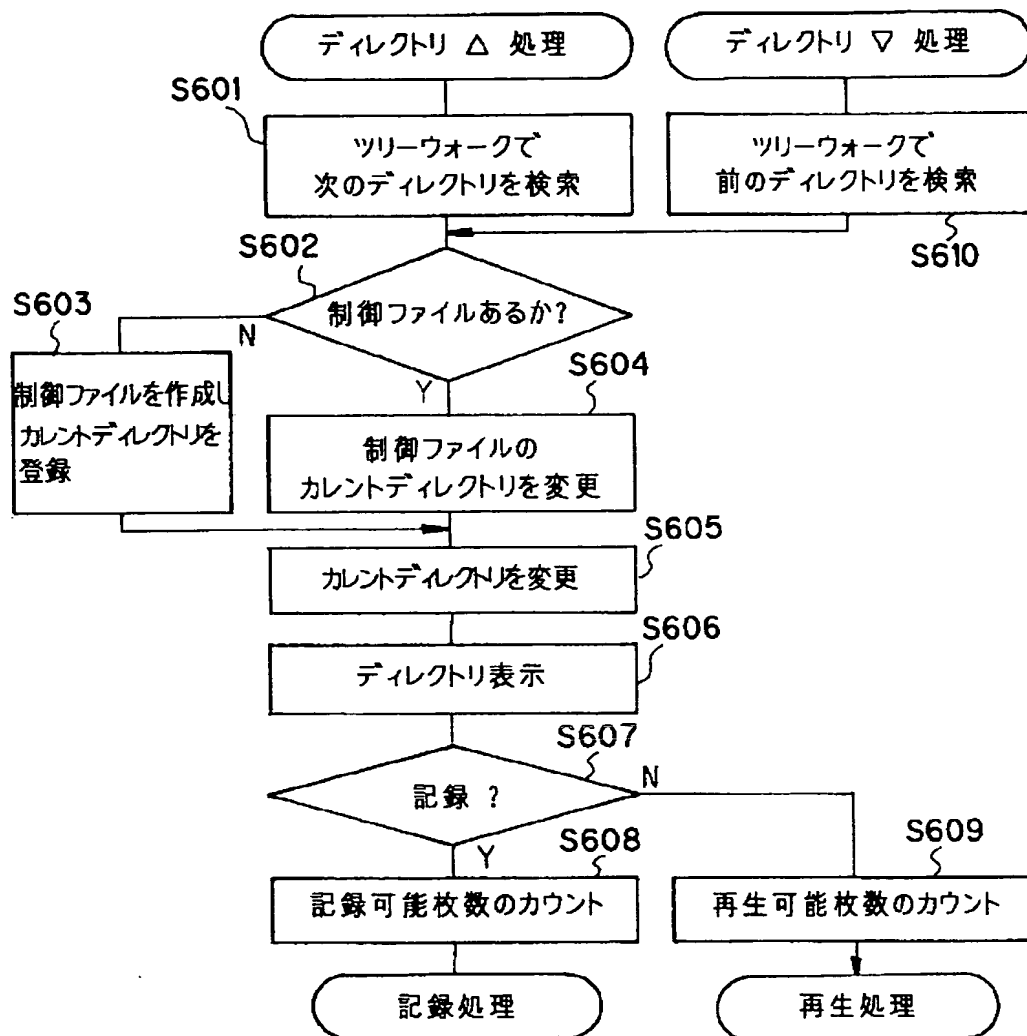 ディレクトリ △ 処理
ディレクトリ ▽ 処理
S601
ツリーウォークで
次のディレクトリを検索
ツリーウォークで
前のディレクトリを検索
S610
S602
制御ファイルあるか?
N
Y
S603
制御ファイルを作成し
カレントディレクトリを
登録
S604
制御ファイルの
カレントディレクトリを変更
S605
カレントディレクトリを変更
S606
ディレクトリ表示
S607
記録 ?
N
Y
S608
記録可能枚数のカウント
S609
再生可能枚数のカウント
記録処理
再生処理